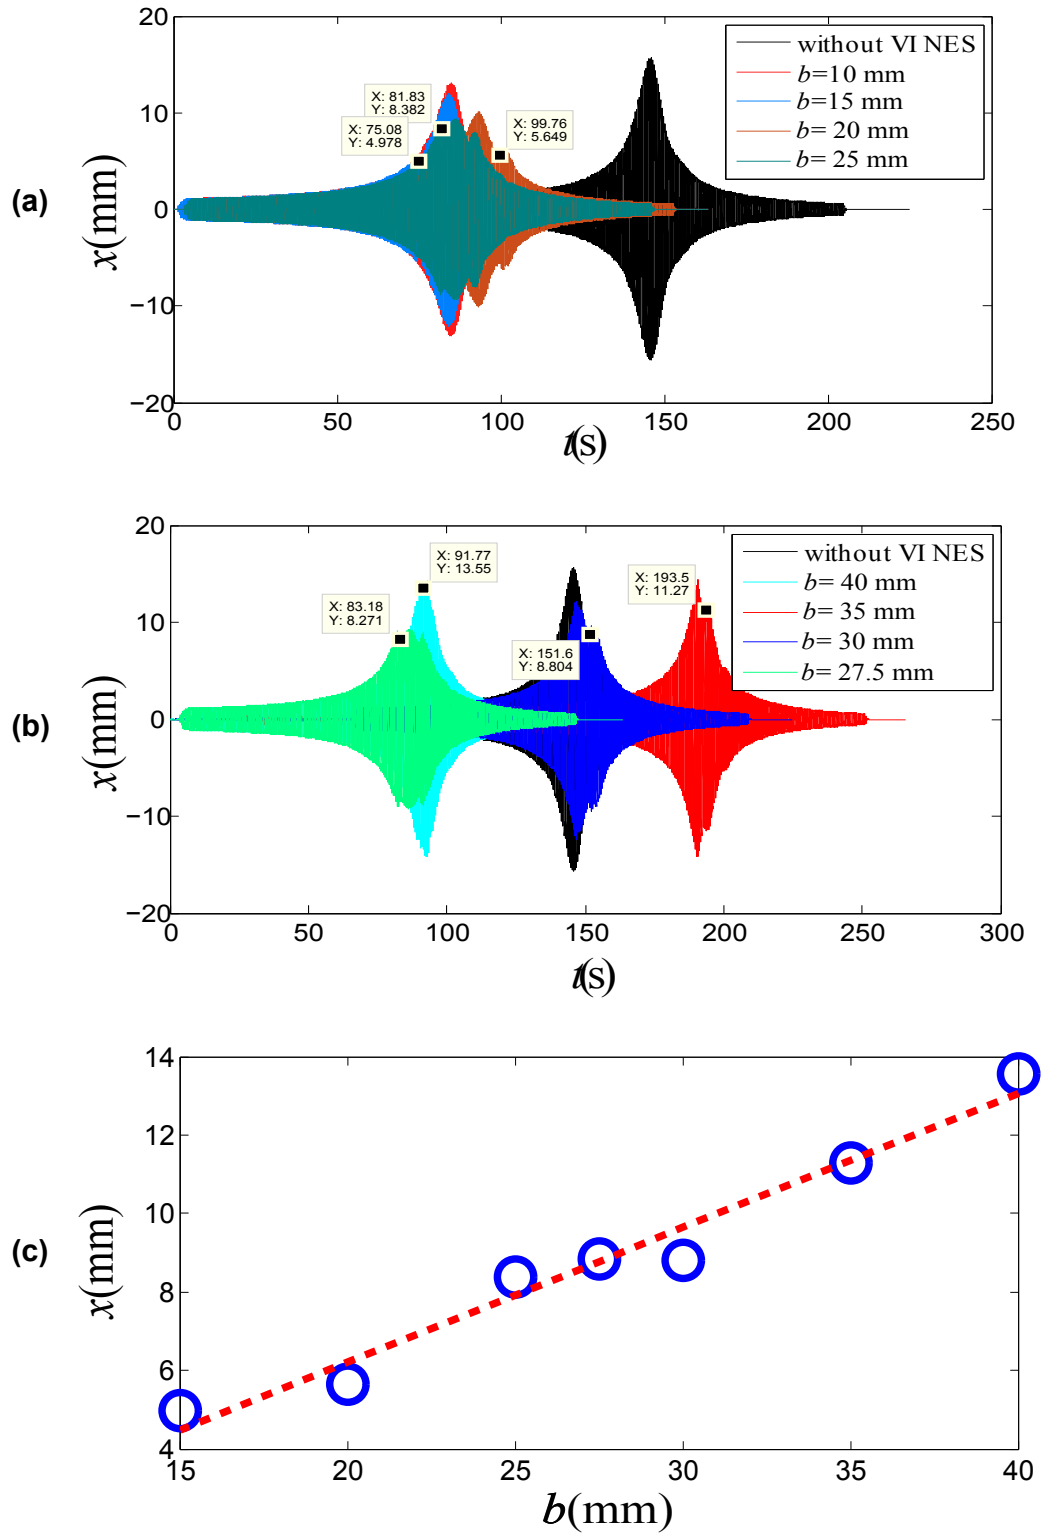 (a)
x(mm)
20
10
0
−10
−20
X: 81.83
Y: 8.382
X: 75.08
Y: 4.978
X: 99.76
Y: 5.649
without VI NES
b=10 mm
b=15 mm
b= 20 mm
b= 25 mm
0 50 100 150 200 250
t(s)
(b)
x(mm)
20
10
0
−10
−20
X: 91.77
Y: 13.55
X: 83.18
Y: 8.271
X: 193.5
Y: 11.27
X: 151.6
Y: 8.804
without VI NES
b= 40 mm
b= 35 mm
b= 30 mm
b= 27.5 mm
0 50 100 150 200 250 300
t(s)
(c)
x(mm)
14
12
10
8
6
4
15 20 25 30 35 40
b(mm)